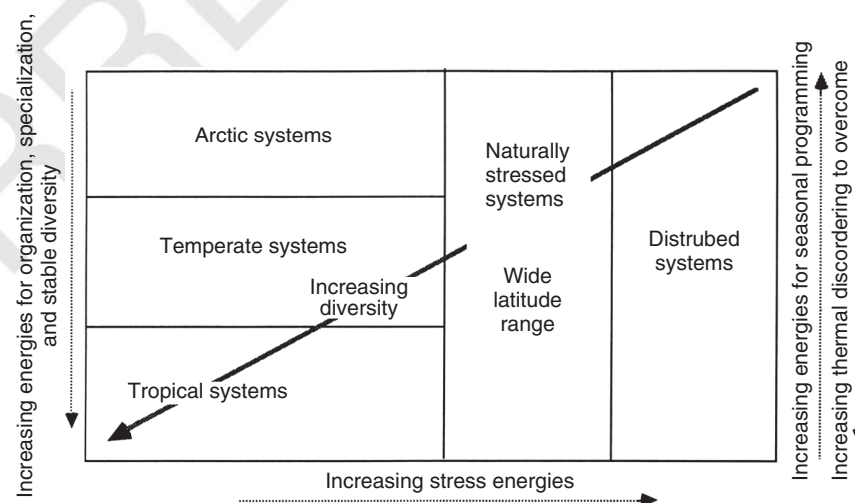 Increasing energies for organization, specialization,
and stable diversity
Arctic systems
Temperate systems
Increasing
diversity
Tropical systems
Naturally
stressed
systems
Wide
latitude
range
Distrubed
systems
Increasing energies for seasonal programming
Increasing thermal discordering to overcome
Increasing stress energies